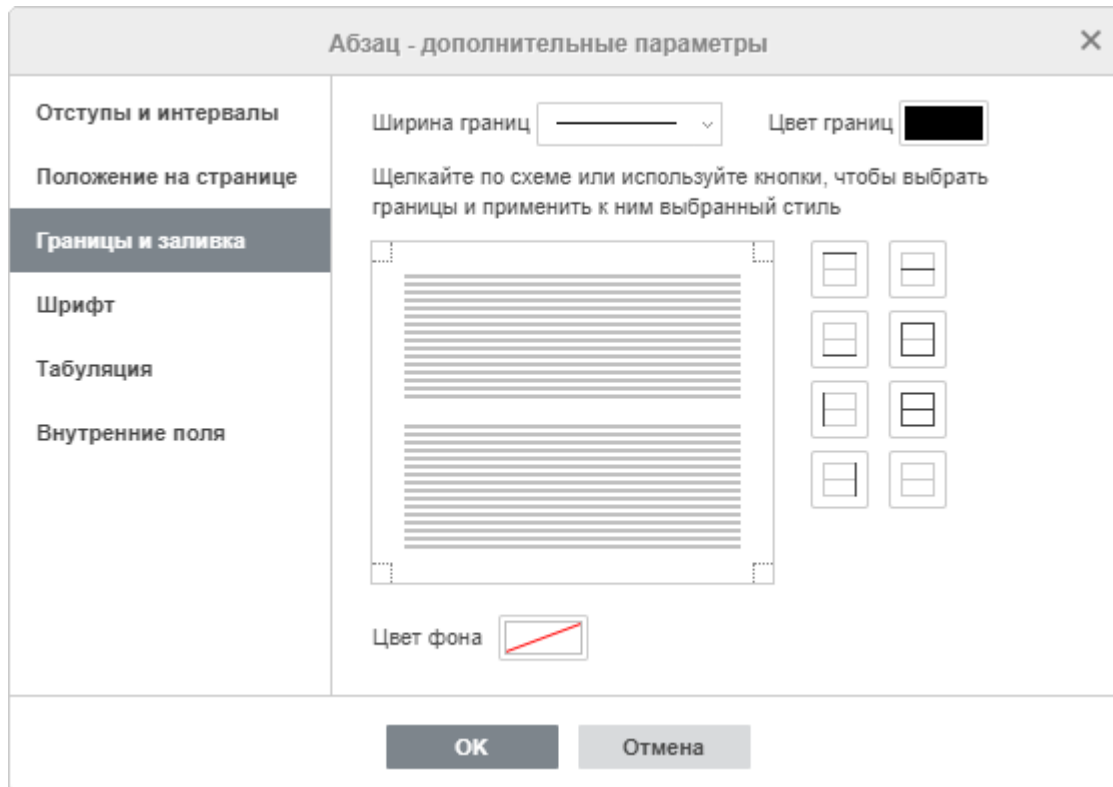 Абзац - дополнительные параметры
Отступы и интервалы
Положение на странице
Границы и заливка
Шрифт
Табуляция
Внутренние поля
Ширина границ
Цвет границ
Щелкайте по схеме или используйте кнопки, чтобы выбрать
границы и применить к ним выбранный стиль
Цвет фона
OK
Отмена